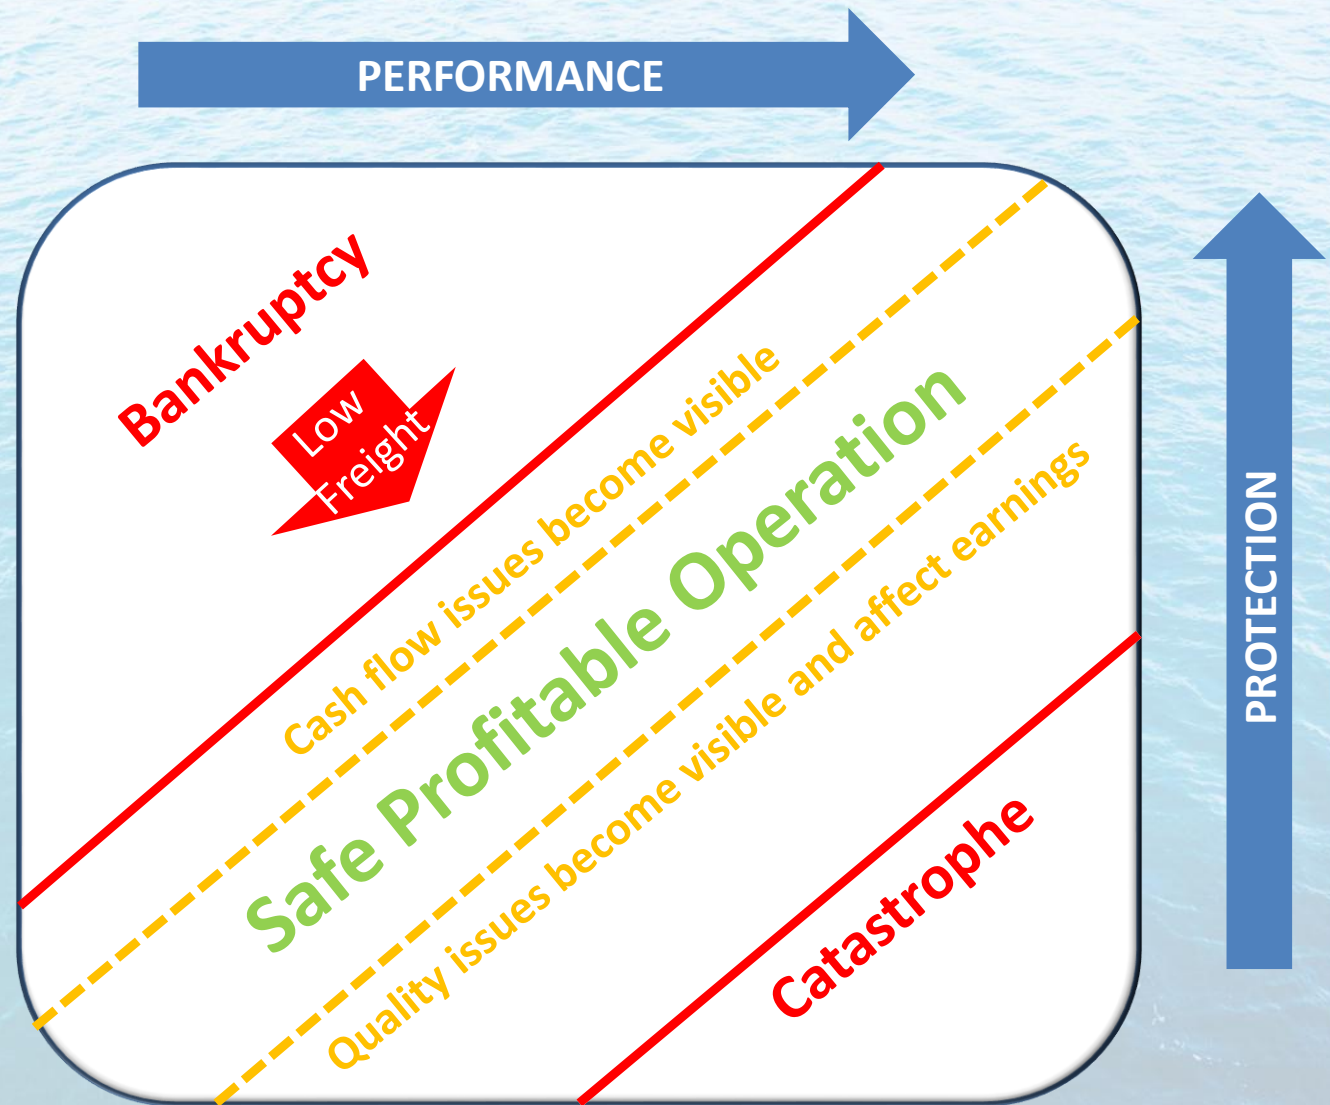 PERFORMANCE
Bankruptcy
Low
Freight
Cash flow issues become visible
Safe Profitable Operation
Quality issues become visible and affect earnings
Catastrophe
PROTECTION